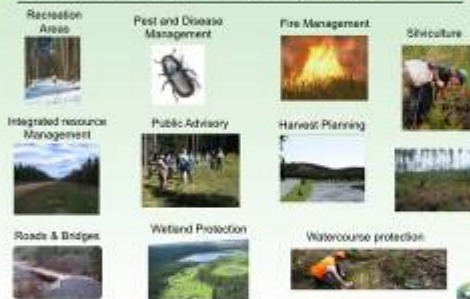 Recreation
Areas
Pest and Disease
Management
Fire Management
Silviculture
Integrated resource
Management
Public Advisory
Harvest Planning
Roads & Bridges
Wetland Protection
Watercourse protection